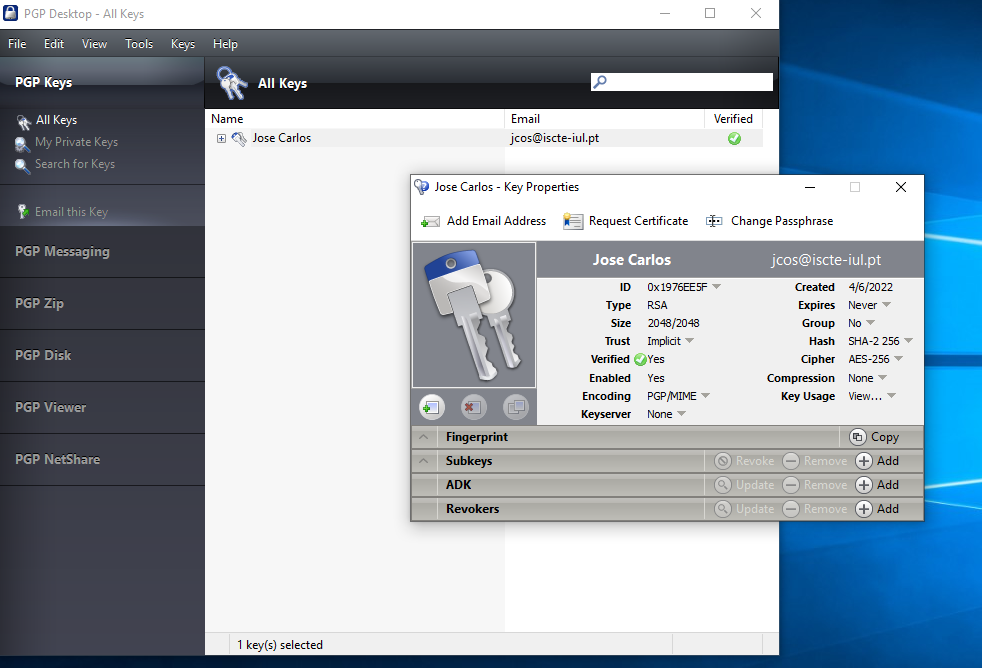 PGP Desktop - All Keys
File Edit View Tools Keys Help
PGP Keys
All Keys
My Private Keys
Search for Keys
Email this Key
PGP Messaging
PGP Zip
PGP Disk
PGP Viewer
PGP NetShare
All Keys
Name Email Verified
Jose Carlos jcos@iscte-iul.pt
Jose Carlos - Key Properties
Add Email Address Request Certificate Change Passphrase
Jose Carlos jcos@iscte-iul.pt
ID 0x1976EE5F Created 4/6/2022
Type RSA Expires Never
Size 2048/2048 Group No
Trust Implicit Hash SHA-2 256
Verified Yes Cipher AES-256
Enabled Yes Compression None
Encoding PGP/MIME Key Usage View...
Keyserver None
Fingerprint Copy
Subkeys Revoke Remove Add
ADK Update Remove Add
Revokers Update Remove Add
1 key(s) selected